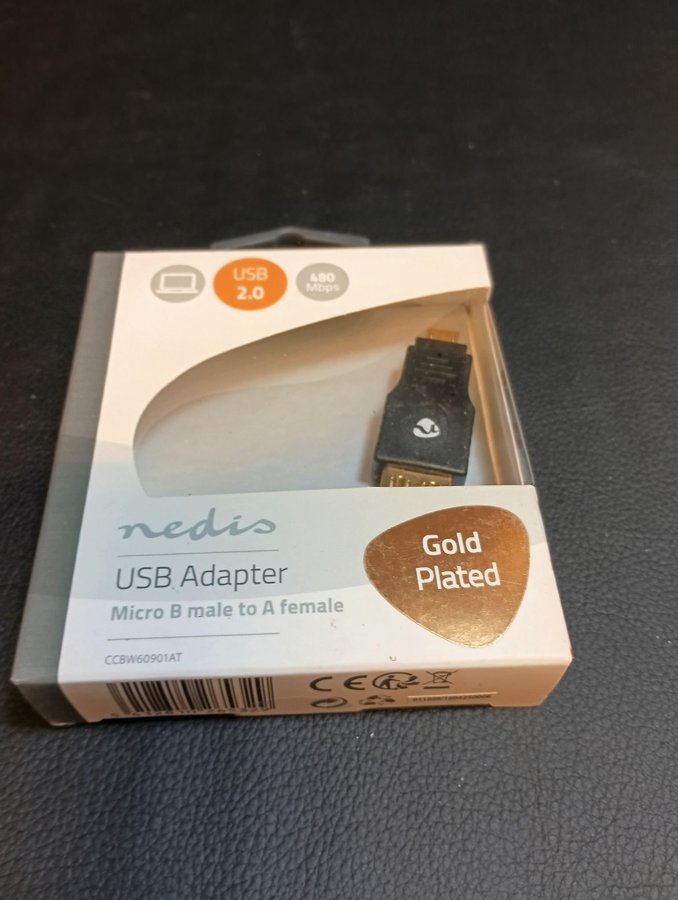 USB
2.0
480
Mbps
nedis
USB Adapter
Micro B male to A female
Gold
Plated
CCBW60901AT
CE